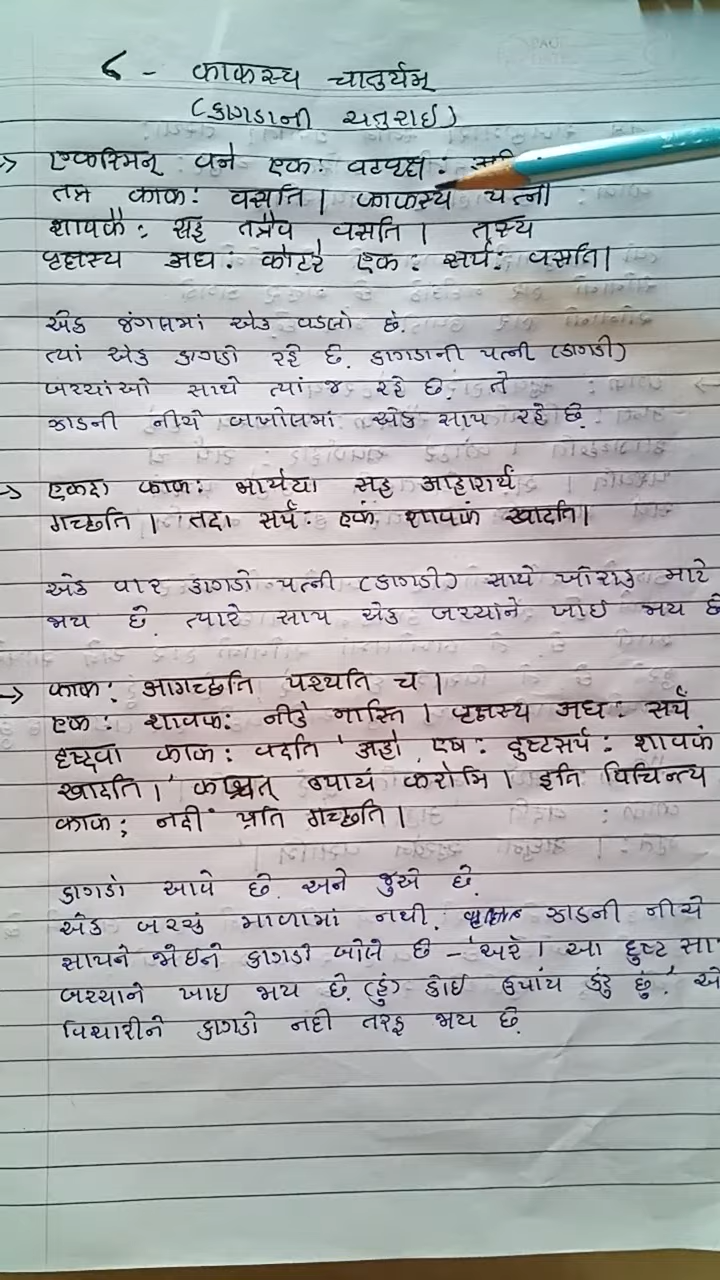 ૬ - काकस्य चातुर्यम्
(કાગડાની ચતુરાઈ)
→ एकस्मिन् वने एकः वटवृक्षः
तत्र काकः वसति। काकस्य पत्नी
शावकैः सह तत्रैव वसति। तस्य
वृक्षस्य अधः कोटरे एकः सर्पः वसति।
એક જંગલમાં એક વડલો છે.
ત્યાં એક કાગડો રહે છે. કાગડાની પત્ની (કાગડી)
બચ્ચાંઓ સાથે ત્યાં જ રહે છે. તે
ઝાડની નીચે બખોલમાં એક સાપ રહે છે.
→ एकदा काकः भार्यया सह आहारार्थं
गच्छति। तदा सर्पः एकं शावकं खादति।
એક વાર કાગડો પત્ની (કાગડી) સાથે ખોરાક માટે
જાય છે. ત્યારે સાપ એક બચ્ચાને ખાઈ જાય છે
→ काकः आगच्छति पश्यति च।
एकः शावकः नीडे नास्ति। वृक्षस्य अधः सर्पं
दृष्ट्वा काकः वदति 'अहो, एषः दुष्टसर्पः शावकं
खादति।' कश्चित् उपायं करोमि। इति विचिन्त्य
काकः नदीं प्रति गच्छति।
કાગડો આવે છે. અને જુએ છે.
એક બચ્ચું માળામાં નથી. ઝાડની નીચે
સાપને જોઈને કાગડો બોલે છે - 'અરે! આ દુષ્ટ સા
બચ્ચાને ખાઈ જાય છે. (હું) કોઈ ઉપાય કરું છું.' એ
વિચારીને કાગડો નદી તરફ જાય છે.